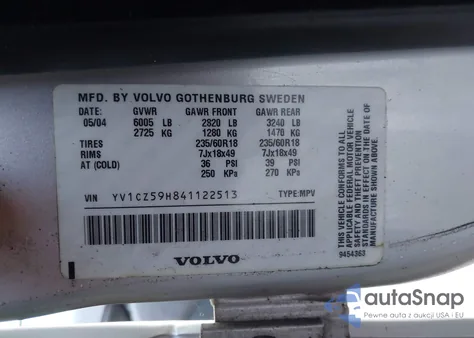 MFD. BY VOLVO GOTHENBURG SWEDEN
DATE: GVWR GAWR FRONT GAWR REAR
05/04 6005 LB 2820 LB 3240 LB
2725 KG 1280 KG 1470 KG
TIRES 235/60R18 235/60R18
RIMS 7Jx18x49 7Jx18x49
AT (COLD) 36 PSI 39 PSI
250 KPa 270 KPa
VIN YV1CZ59H841122513 TYPE:MPV
VOLVO
THIS VEHICLE CONFORMS TO ALL
APPLICABLE FEDERAL MOTOR VEHICLE
SAFETY AND THEFT PREVENTION
STANDARDS IN EFFECT ON THE DATE
OF MANUFACTURE SHOWN ABOVE
9454363
autoSnap
Pewne auta z aukcji USA i EU